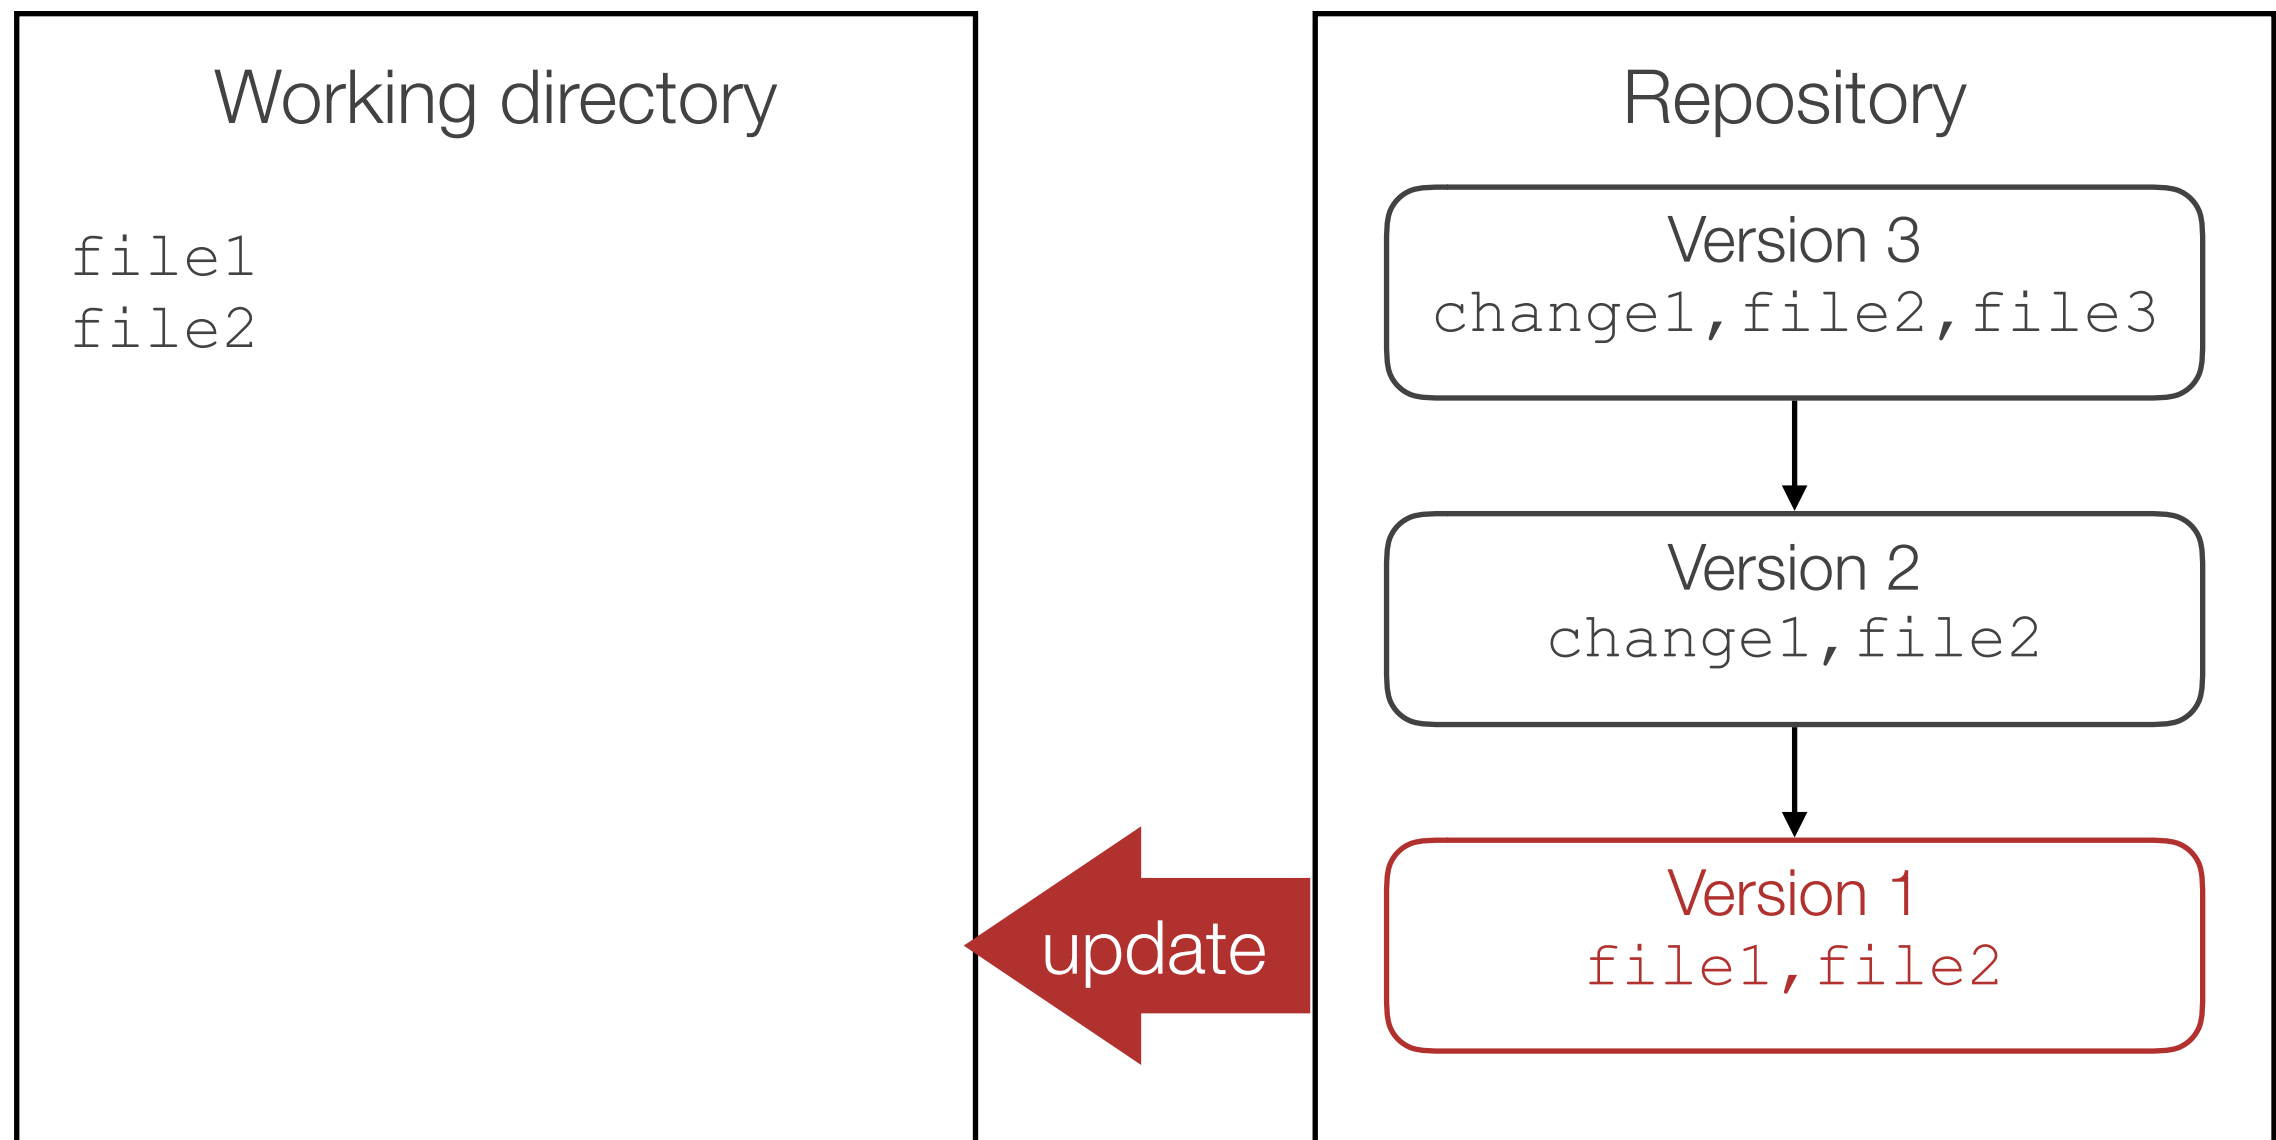 Working directory
file1
file2
update
Repository
Version 3
change1,file2,file3
Version 2
change1,file2
Version 1
file1,file2